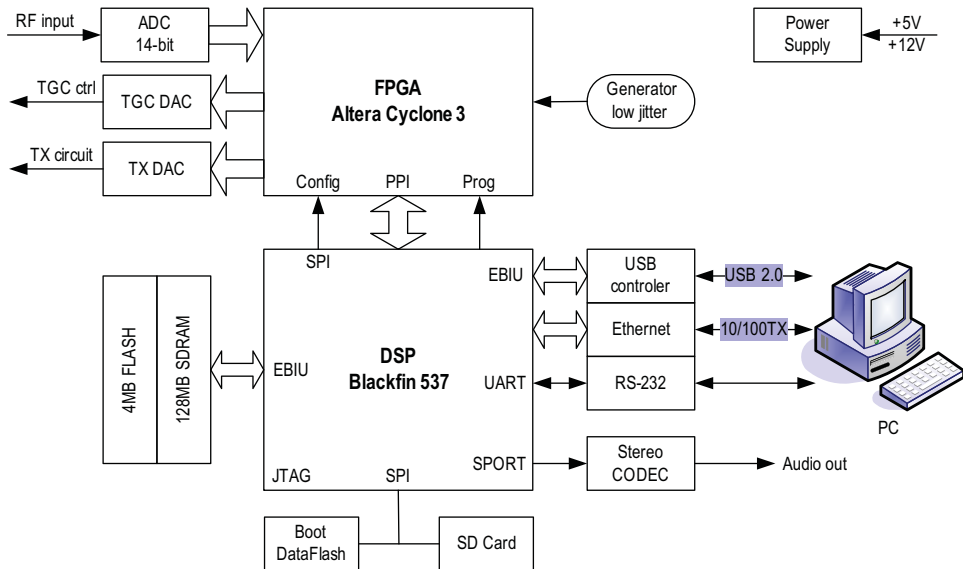 RF input
ADC
14-bit
TGC ctrl
TGC DAC
TX circuit
TX DAC
FPGA
Altera Cyclone 3
Config
PPI
Prog
Generator
low jitter
Power
Supply
+5V
+12V
SPI
EBIU
USB
controler
USB 2.0
4MB FLASH
128MB SDRAM
EBIU
DSP
Blackfin 537
Ethernet
10/100TX
UART
RS-232
PC
SPORT
Stereo
CODEC
Audio out
JTAG
SPI
Boot
DataFlash
SD Card